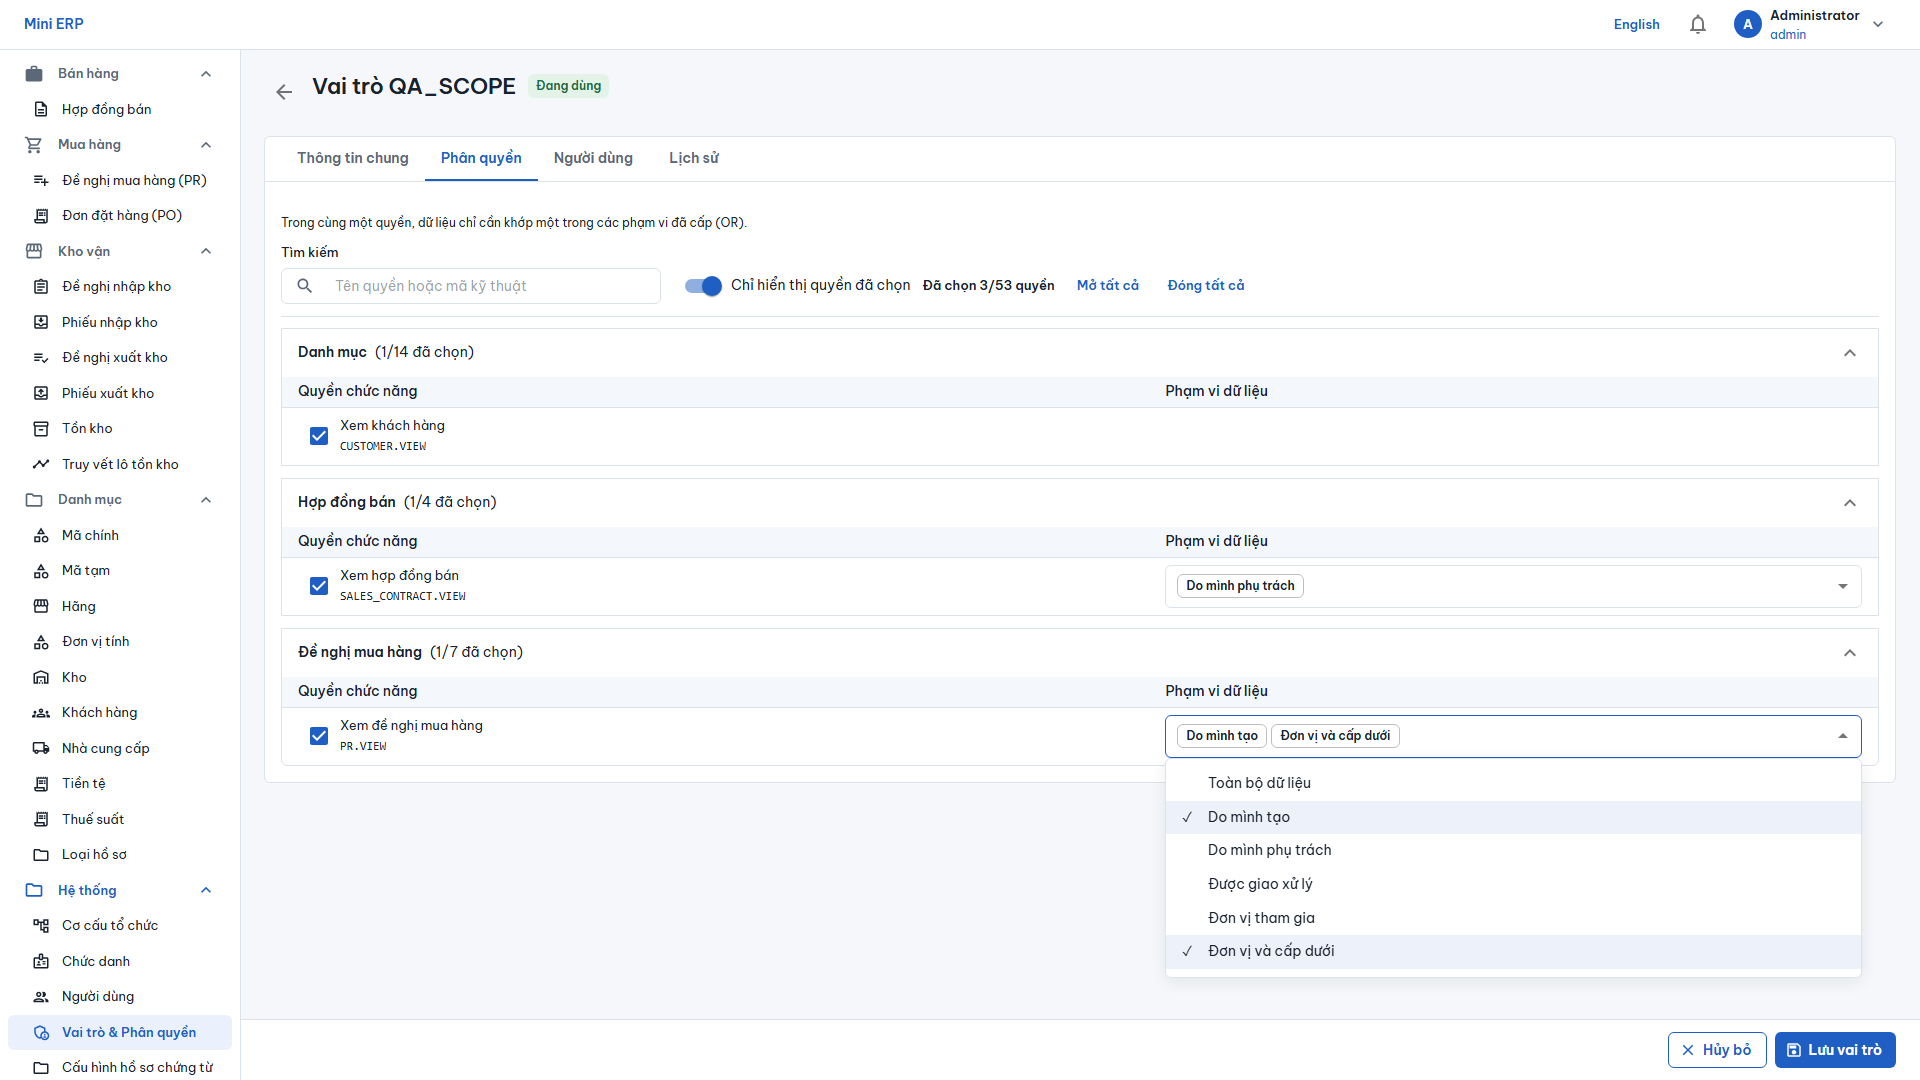 Mini ERP
English
A
Administrator
admin
Bán hàng
Hợp đồng bán
Mua hàng
Đề nghị mua hàng (PR)
Đơn đặt hàng (PO)
Kho vận
Đề nghị nhập kho
Phiếu nhập kho
Đề nghị xuất kho
Phiếu xuất kho
Tồn kho
Truy vết lô tồn kho
Danh mục
Mã chính
Mã tạm
Hãng
Đơn vị tính
Kho
Khách hàng
Nhà cung cấp
Tiền tệ
Thuế suất
Loại hồ sơ
Hệ thống
Cơ cấu tổ chức
Chức danh
Người dùng
Vai trò & Phân quyền
Cấu hình hồ sơ chứng từ
Vai trò QA_SCOPE
Đang dùng
Thông tin chung
Phân quyền
Người dùng
Lịch sử
Trong cùng một quyền, dữ liệu chỉ cần khớp một trong các phạm vi đã cấp (OR).
Tìm kiếm
Tên quyền hoặc mã kỹ thuật
Chỉ hiển thị quyền đã chọn
Đã chọn 3/53 quyền
Mở tất cả
Đóng tất cả
Danh mục (1/14 đã chọn)
Quyền chức năng
Phạm vi dữ liệu
Xem khách hàng
CUSTOMER.VIEW
Hợp đồng bán (1/4 đã chọn)
Quyền chức năng
Phạm vi dữ liệu
Xem hợp đồng bán
SALES_CONTRACT.VIEW
Do mình phụ trách
Đề nghị mua hàng (1/7 đã chọn)
Quyền chức năng
Phạm vi dữ liệu
Xem đề nghị mua hàng
PR.VIEW
Do mình tạo
Đơn vị và cấp dưới
Toàn bộ dữ liệu
Do mình tạo
Do mình phụ trách
Được giao xử lý
Đơn vị tham gia
Đơn vị và cấp dưới
Hủy bỏ
Lưu vai trò